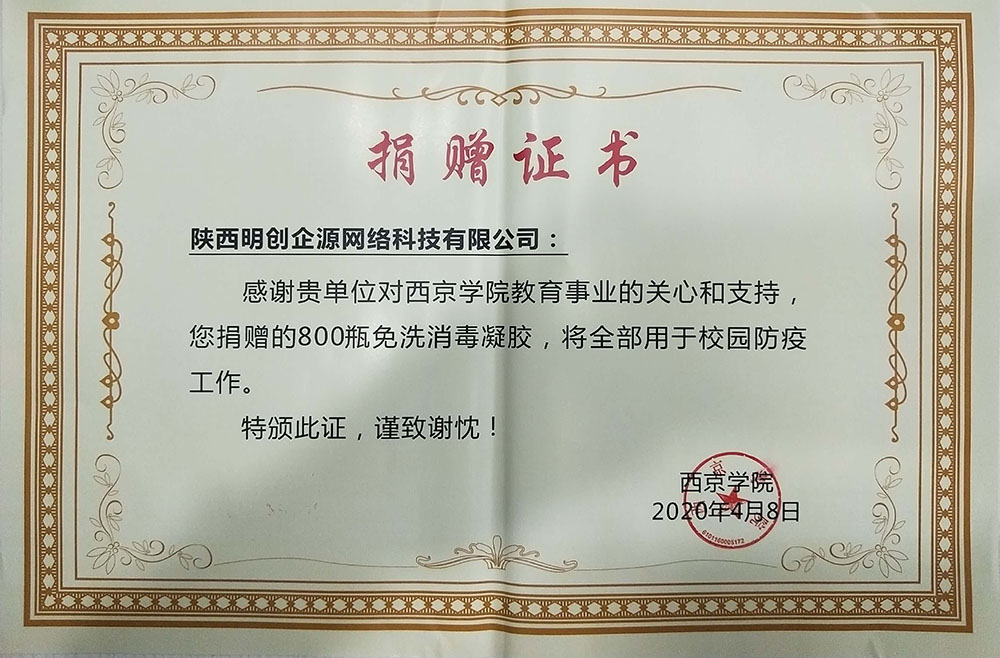 捐赠证书
陕西明创企源网络科技有限公司：
感谢贵单位对西京学院教育事业的关心和支持，
您捐赠的800瓶免洗消毒凝胶，将全部用于校园防疫
工作。
特颁此证，谨致谢忱！
西京学院
2020年4月8日
6101160005172